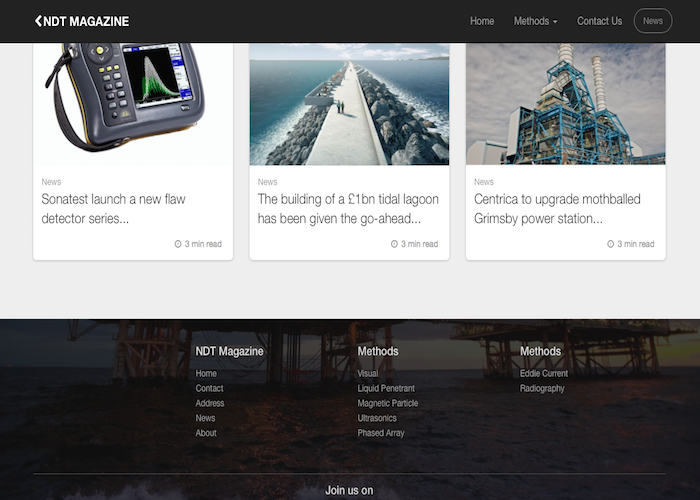 NDT MAGAZINE
Home Methods Contact Us News
News
Sonatest launch a new flaw
detector series...
3 min read
News
The building of a £1bn tidal lagoon
has been given the go-ahead...
3 min read
News
Centrica to upgrade mothballed
Grimsby power station...
3 min read
NDT Magazine
Home
Contact
Address
News
About
Methods
Visual
Liquid Penetrant
Magnetic Particle
Ultrasonics
Phased Array
Methods
Eddie Current
Radiography
Join us on